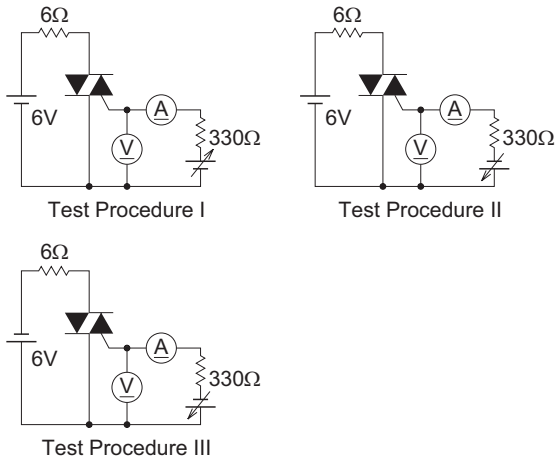 6Ω
6V
A
V
330Ω
Test Procedure I
6Ω
6V
A
V
330Ω
Test Procedure II
6Ω
6V
A
V
330Ω
Test Procedure III